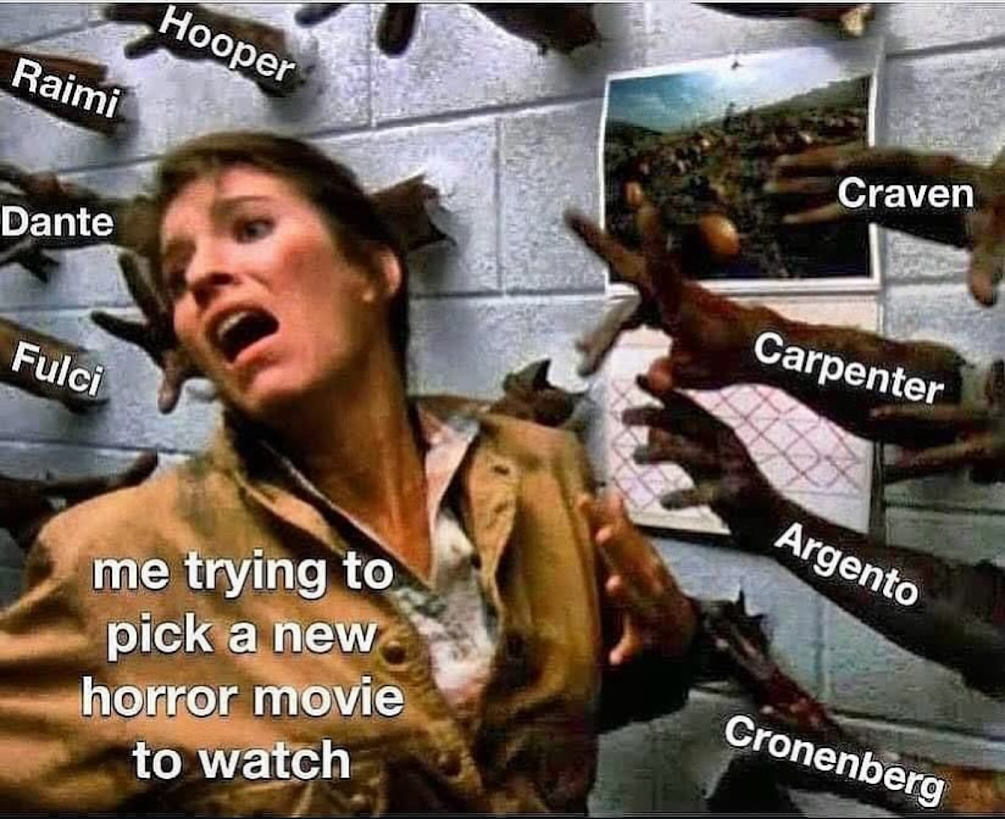 Hooper
Raimi
Craven
Dante
Fulci
Carpenter
Argento
me trying to
pick a new
horror movie
to watch
Cronenberg